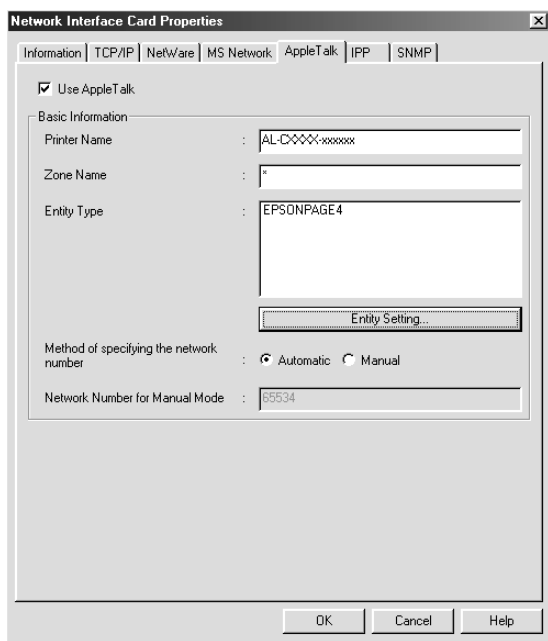 Network Interface Card Properties
Information TCP/IP NetWare MS Network AppleTalk IPP SNMP
Use AppleTalk
Basic Information
Printer Name : AL-CXXXX-xxxxxx
Zone Name : *
Entity Type : EPSONPAGE4
Entity Setting...
Method of specifying the network
number : Automatic Manual
Network Number for Manual Mode : 65534
OK Cancel Help